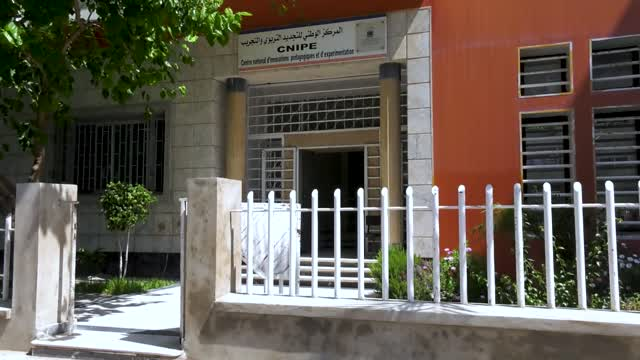 المركز الوطني للتجديد التربوي والتجريب
CNIPE
Centre national d'innovations pédagogiques et d'expérimentation